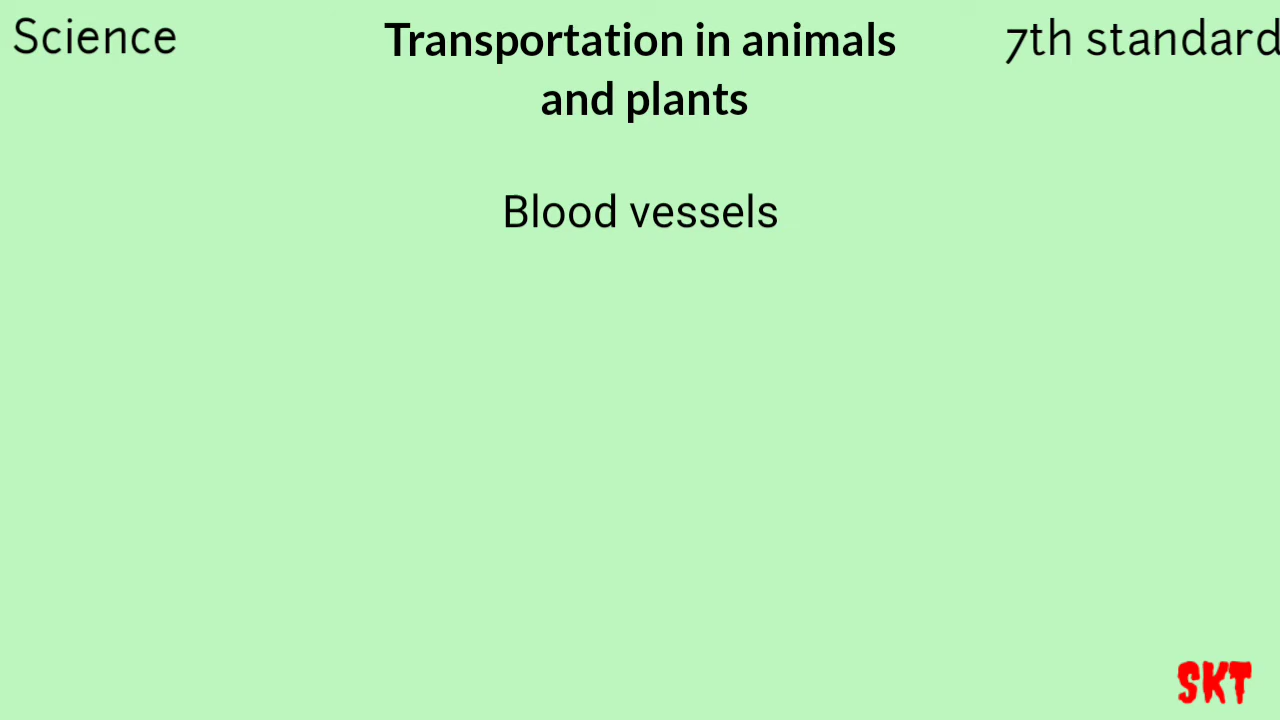 Science
Transportation in animals
and plants
7th standard
Blood vessels
SKT